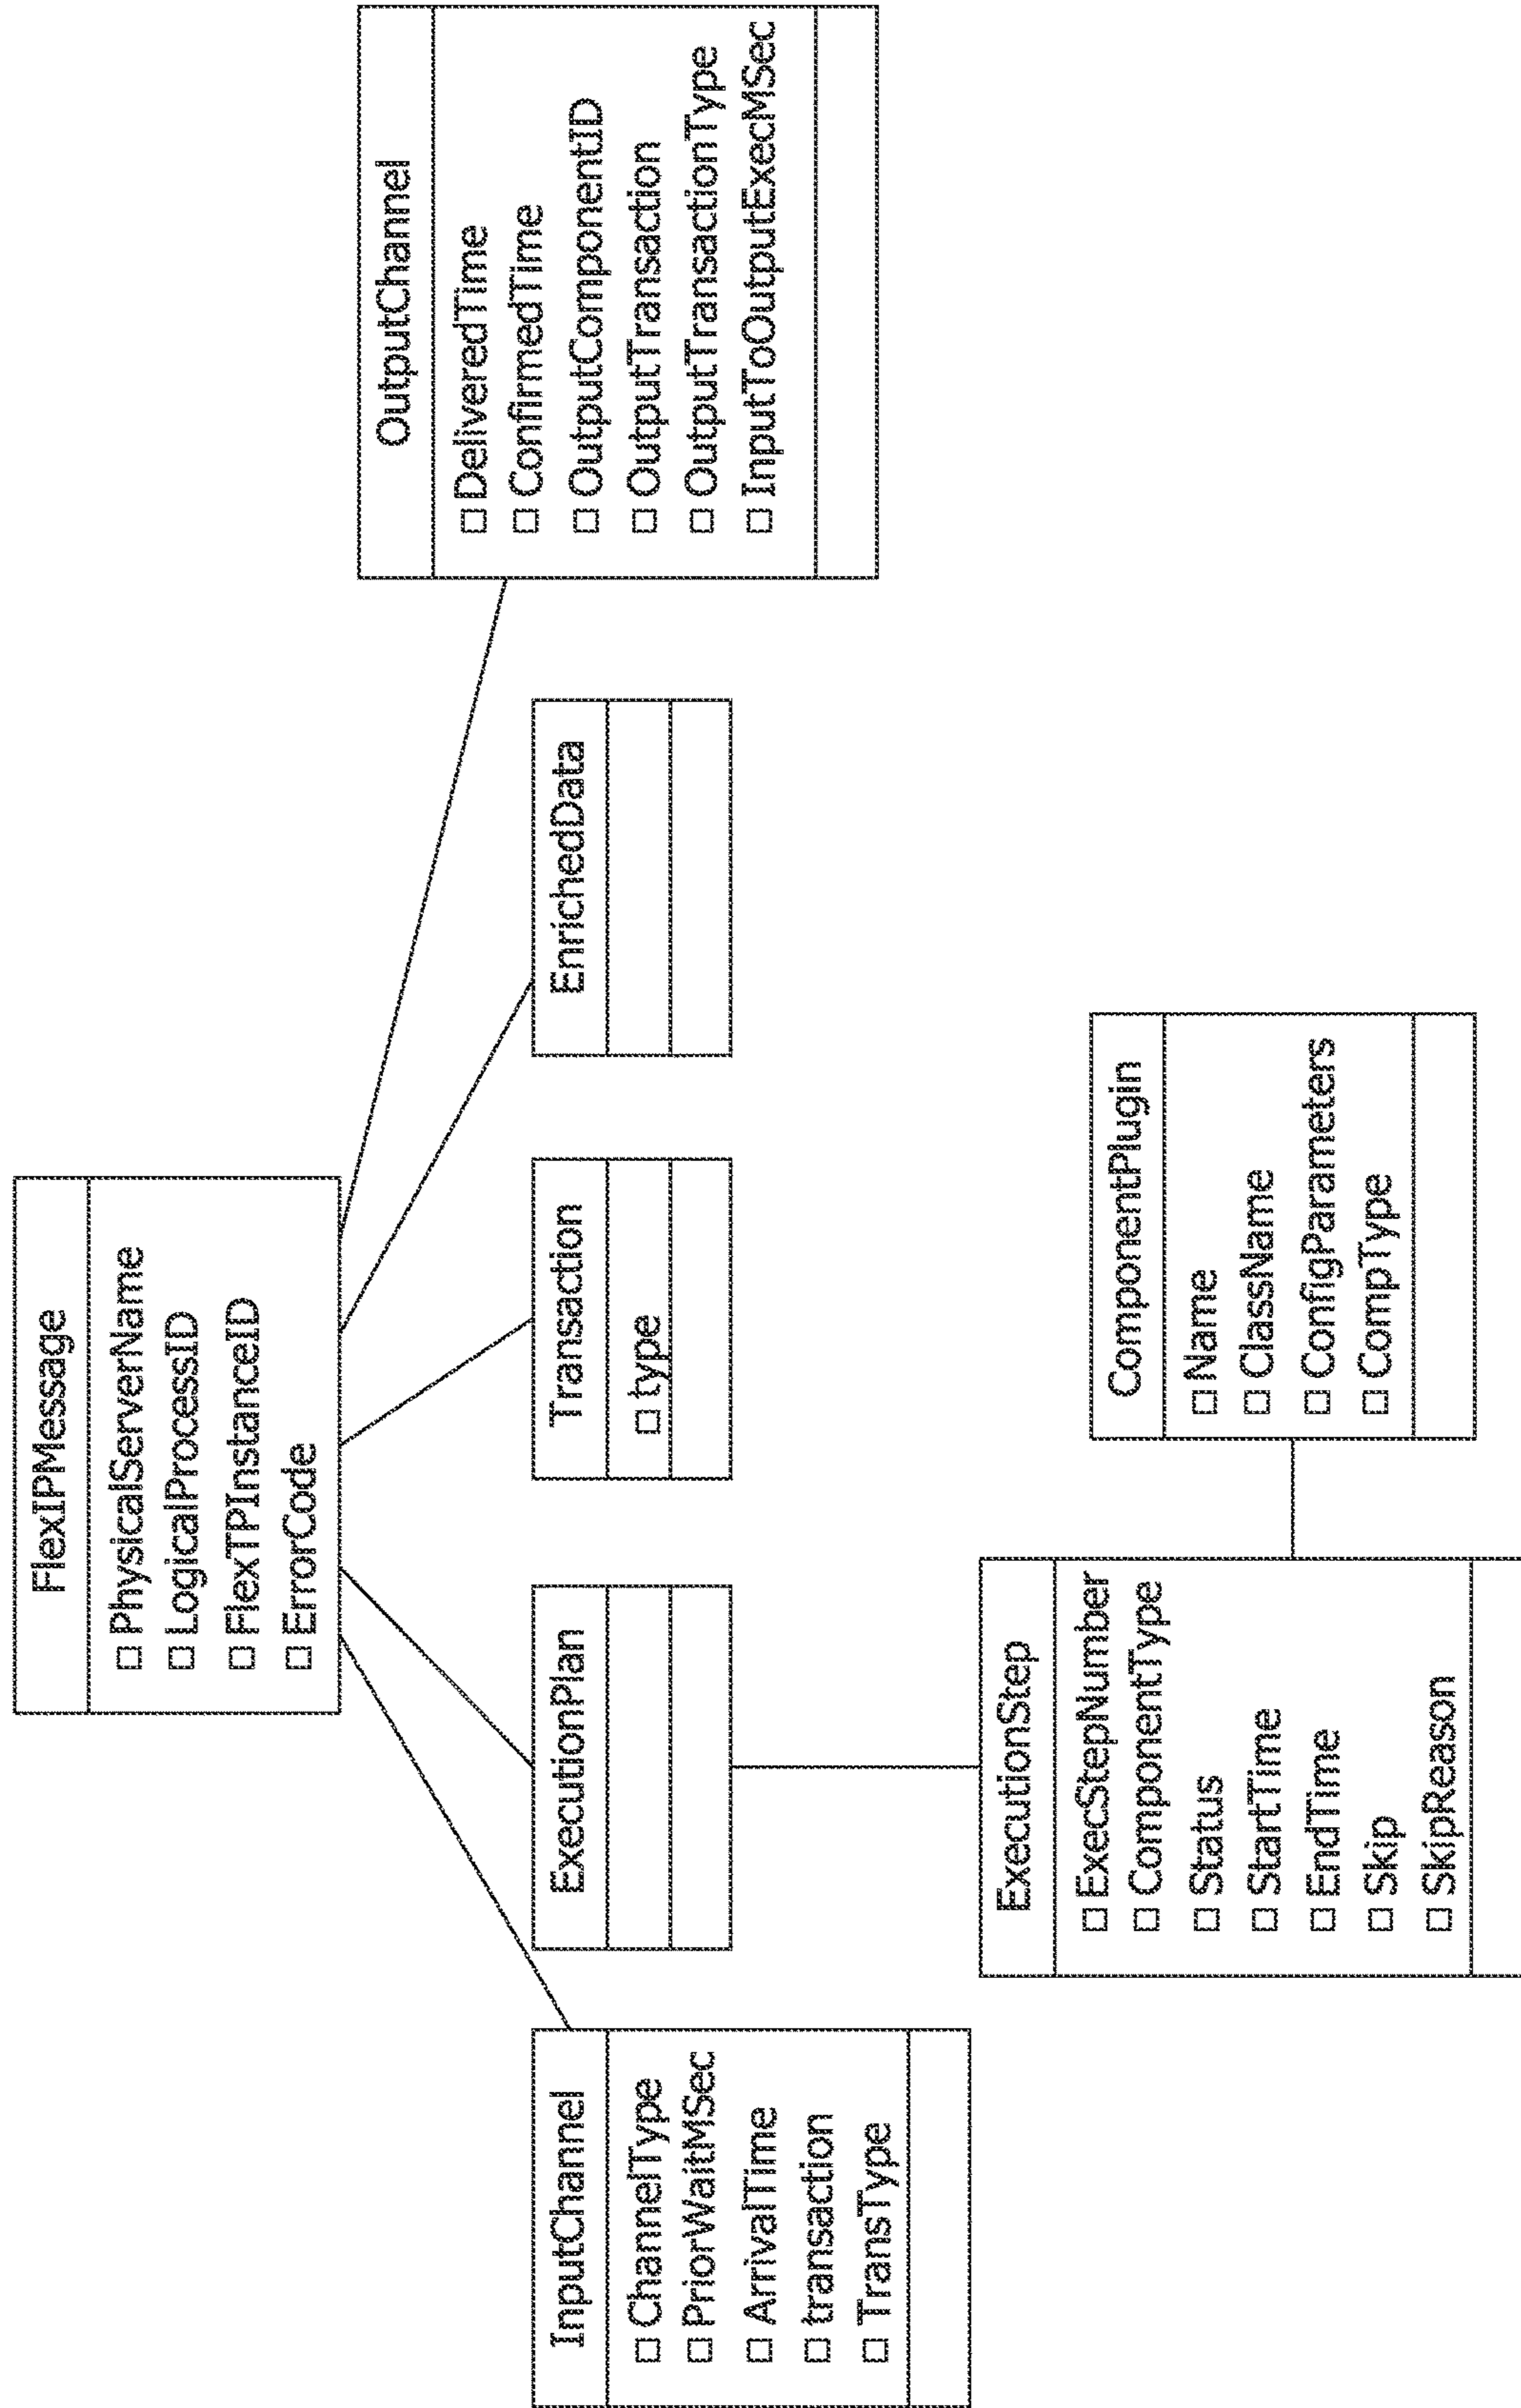 FlexIPMessage
PhysicalServerName
LogicalProcessID
FlexTPInstanceID
ErrorCode
InputChannel
ChannelType
PriorWaitMSec
ArrivalTime
transaction
TransType
ExecutionPlan
Transaction
type
EnrichedData
OutputChannel
DeliveredTime
ConfirmedTime
OutputComponentID
OutputTransaction
OutputTransactionType
InputToOutputExecMSec
ExecutionStep
ExecStepNumber
ComponentType
Status
StartTime
EndTime
Skip
SkipReason
ComponentPlugin
Name
ClassName
ConfigParameters
CompType